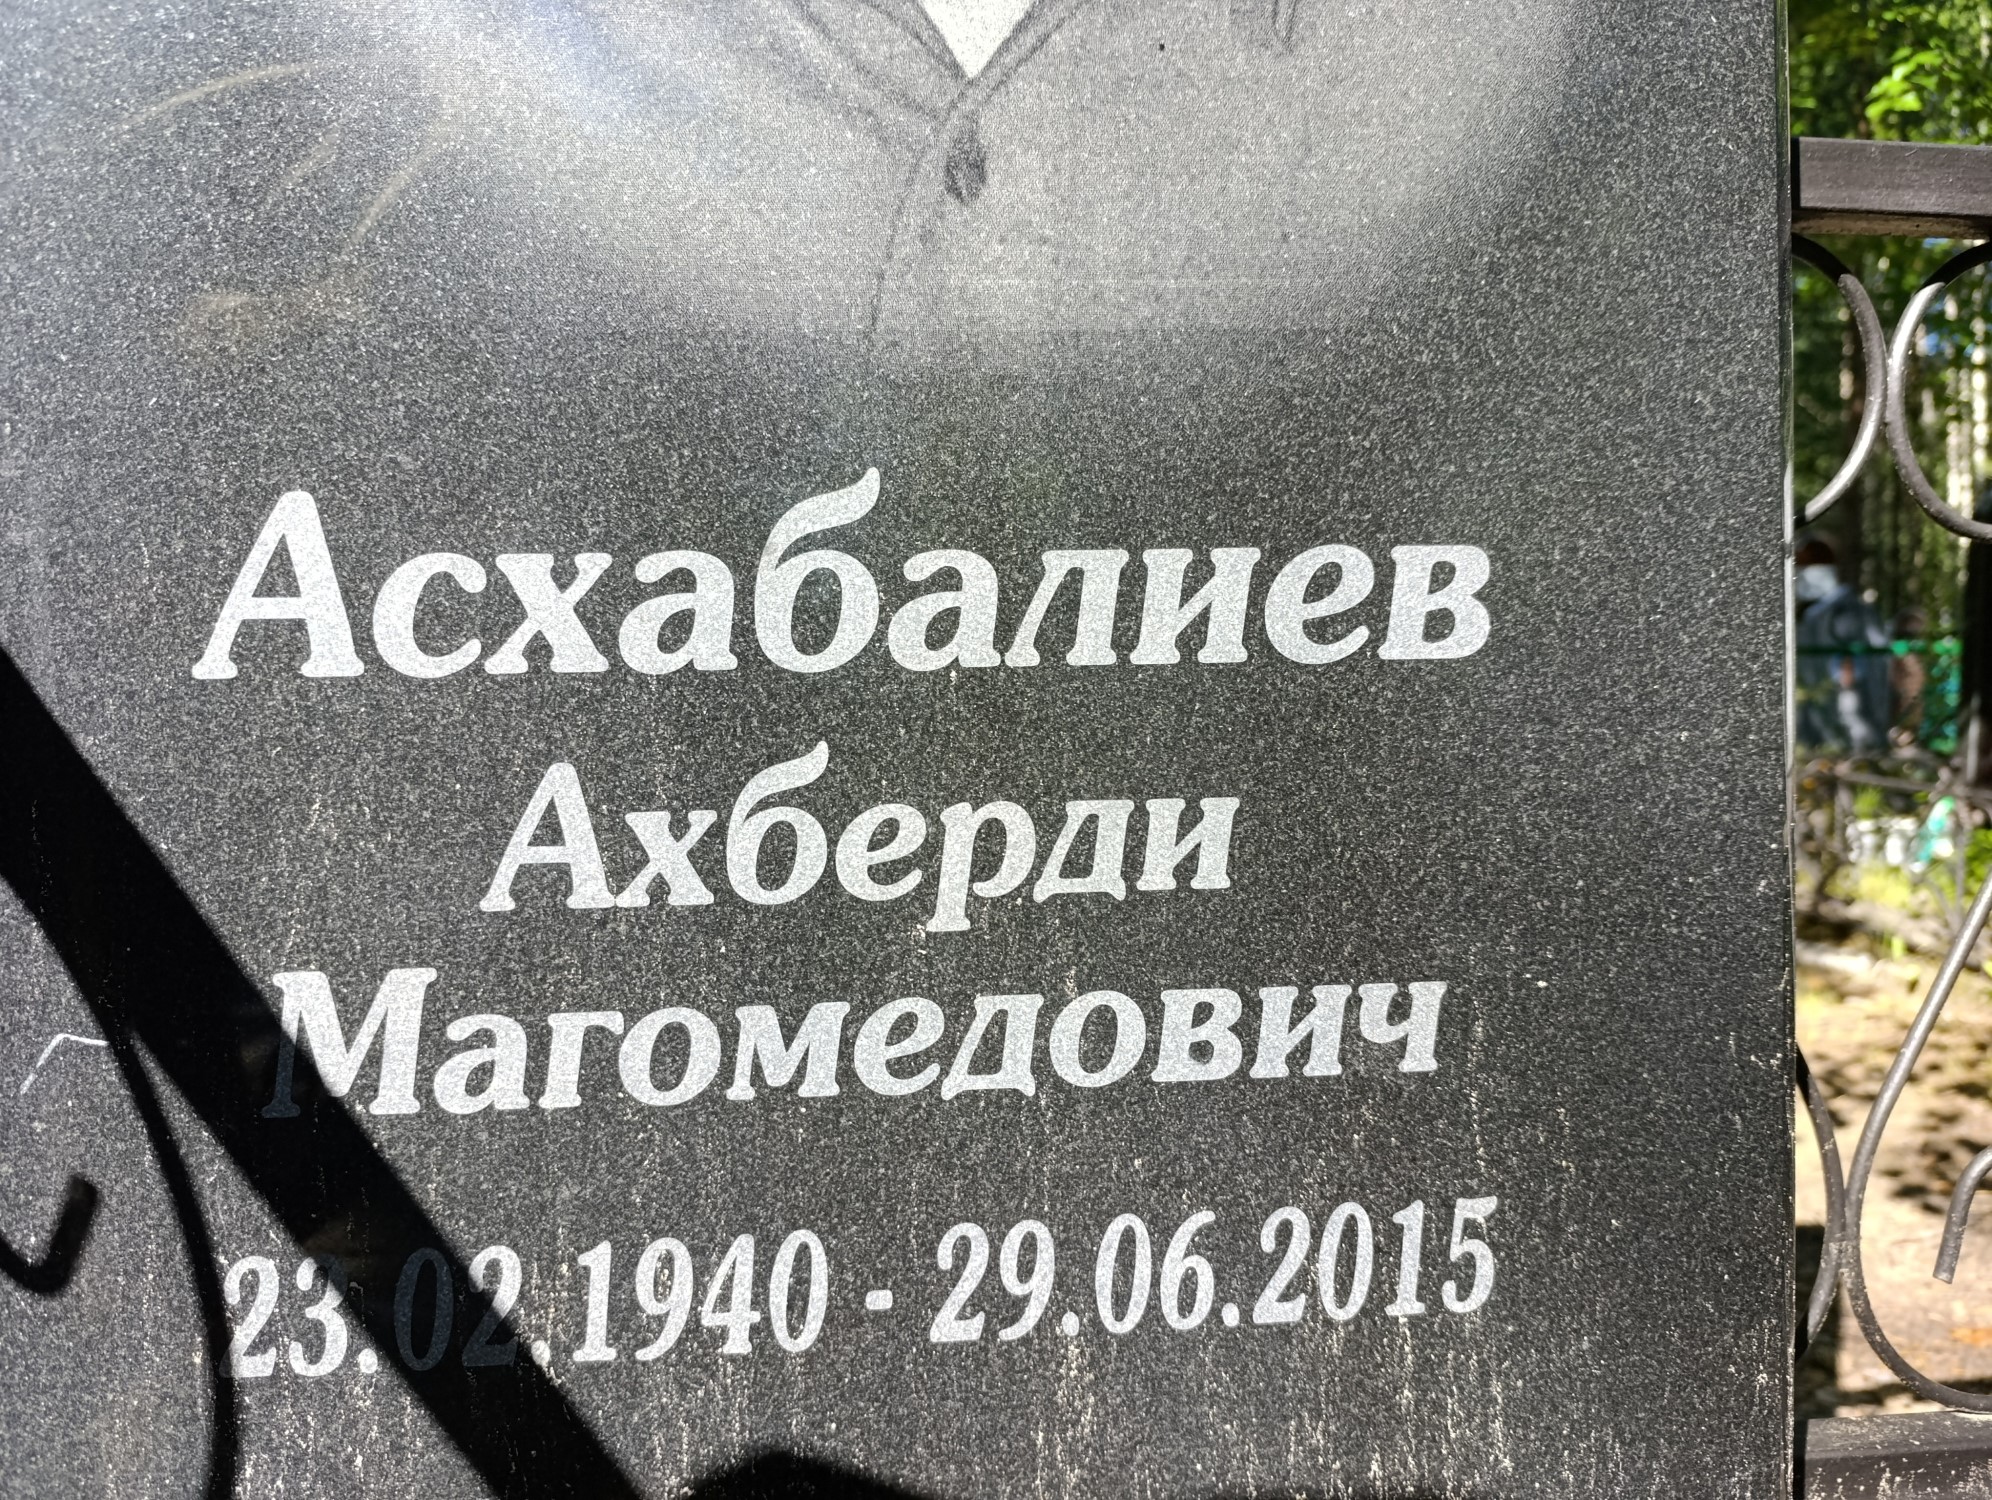 Асхабалиев
Ахберди
Магомедович
23.02.1940 - 29.06.2015